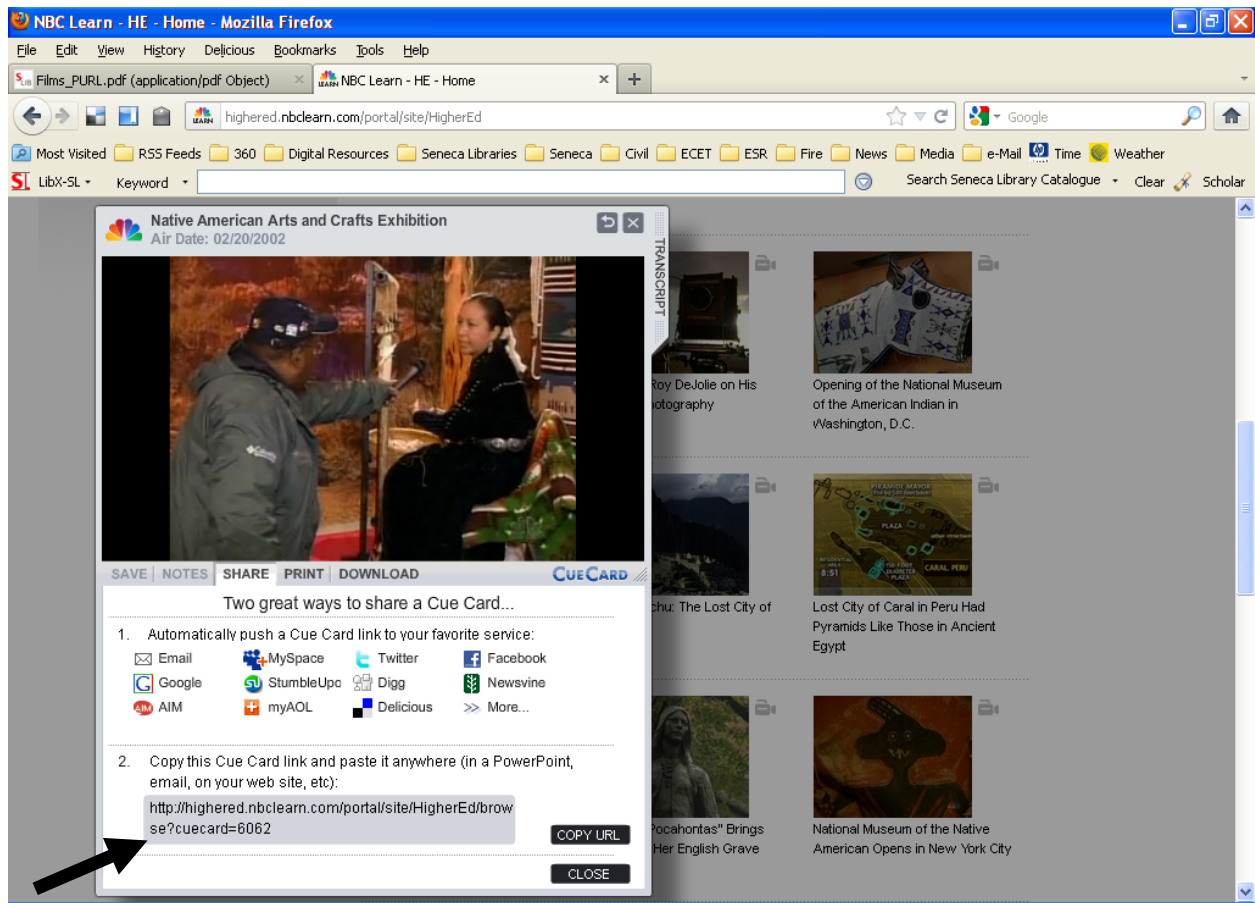 NBC Learn - HE - Home - Mozilla Firefox
File Edit View History Delicious Bookmarks Tools Help
Films_PURL.pdf (application/pdf Object) NBC Learn - HE - Home
highered.nbclearn.com/portal/site/HigherEd Google
Most Visited RSS Feeds 360 Digital Resources Seneca Libraries Seneca Civil ECET ESR Fire News Media e-Mail Time Weather
LibX-SL Keyword Search Seneca Library Catalogue Clear Scholar
Native American Arts and Crafts Exhibition
Air Date: 02/20/2002
TRANSCRIPT
Columbia
SAVE NOTES SHARE PRINT DOWNLOAD CUECARD
Two great ways to share a Cue Card...
1. Automatically push a Cue Card link to your favorite service:
Email MySpace Twitter Facebook
Google StumbleUpo Digg Newsvine
AIM myAOL Delicious More...
2. Copy this Cue Card link and paste it anywhere (in a PowerPoint,
email, on your web site, etc):
http://highered.nbclearn.com/portal/site/HigherEd/brow
se?cuecard=6062
COPY URL
CLOSE
Roy DeJolie on His
otography
Opening of the National Museum
of the American Indian in
Washington, D.C.
chu: The Lost City of
PIRAMIDE MAYOR
PLAZA
CARAL, PERU
8:51
Lost City of Caral in Peru Had
Pyramids Like Those in Ancient
Egypt
Pocahontas" Brings
Her English Grave
National Museum of the Native
American Opens in New York City